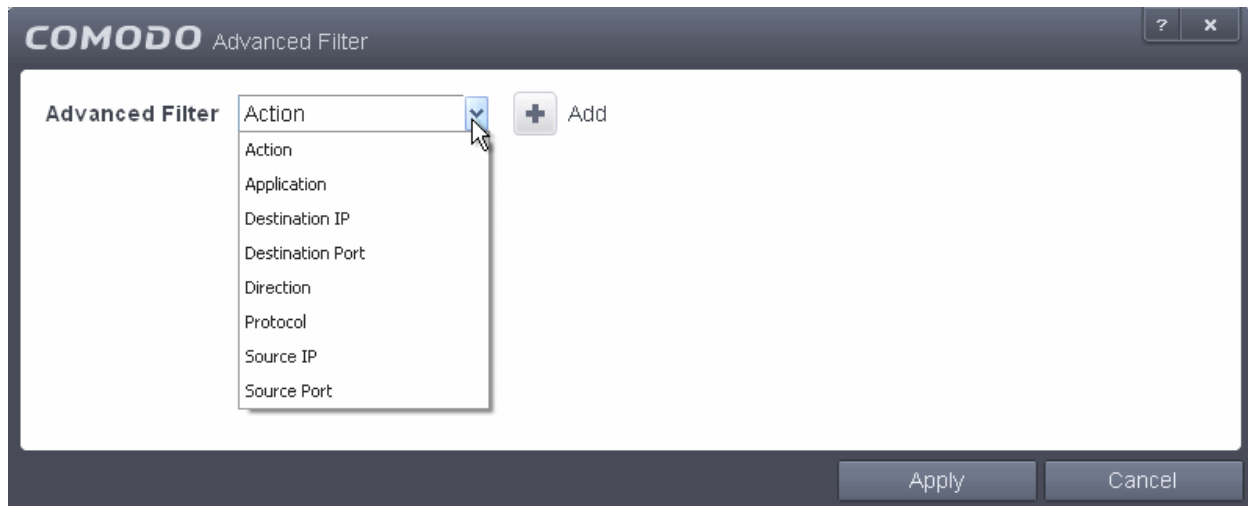 COMODO Advanced Filter ? x
Advanced Filter Action + Add
Action
Application
Destination IP
Destination Port
Direction
Protocol
Source IP
Source Port
Apply Cancel